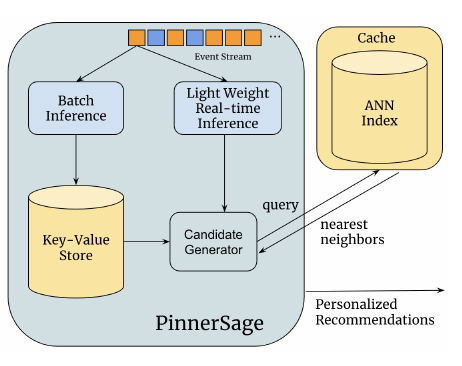 Event Stream
Batch
Inference
Light Weight
Real-time
Inference
Cache
ANN
Index
Key-Value
Store
Candidate
Generator
query
nearest
neighbors
Personalized
Recommendations
PinnerSage